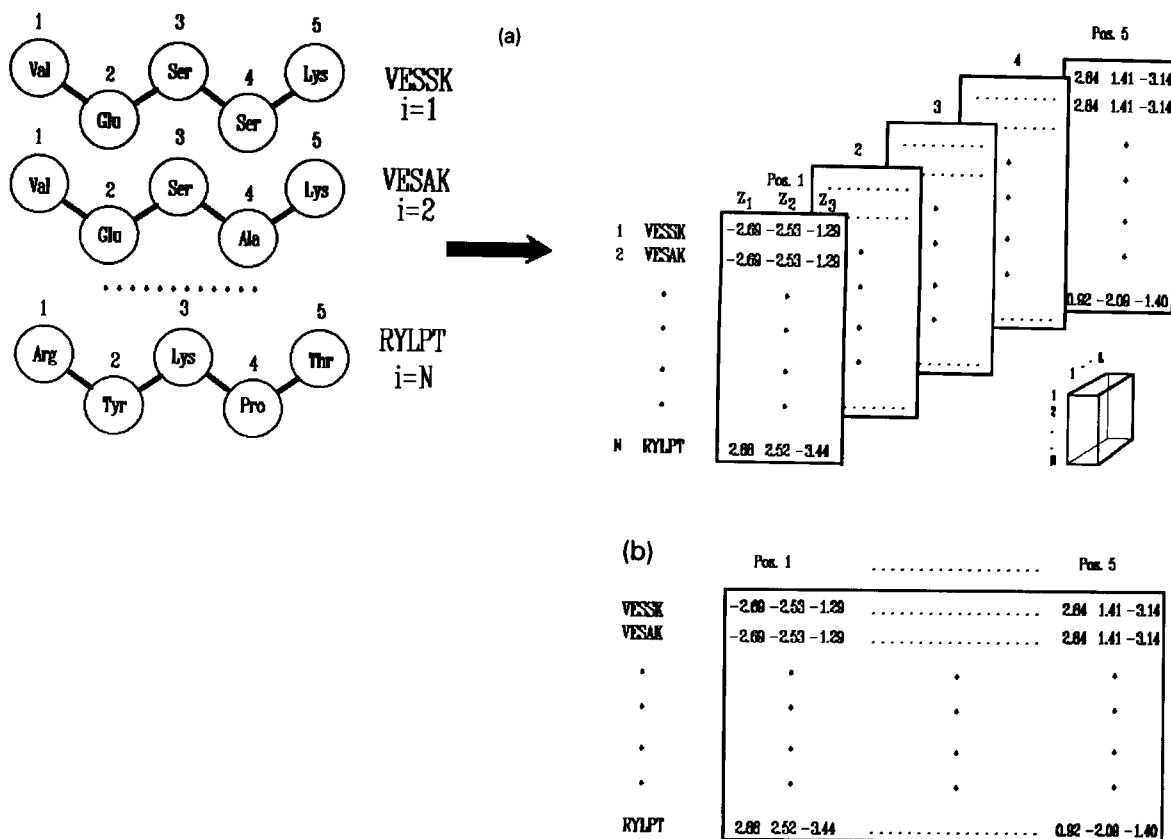 (a)
1 3 5
Val Ser Lys
2 4
Glu Ser
VESSK
i=1
1 3 5
Val Ser Lys
2 4
Glu Ala
VESAK
i=2
1 3 5
Arg Lys Thr
2 4
Tyr Pro
RYLPT
i=N
Pos. 5
4
3
2
Pos. 1
Z1 Z2 Z3
2.84 1.41 -3.14
2.84 1.41 -3.14
0.92 -2.09 -1.40
1 VESSK -2.69 -2.53 -1.29
2 VESAK -2.69 -2.53 -1.29
N RYLPT 2.88 2.52 -3.44
1
1
2
N
(b)
Pos. 1 .................... Pos. 5
VESSK -2.69 -2.53 -1.29 .................... 2.84 1.41 -3.14
VESAK -2.69 -2.53 -1.29 .................... 2.84 1.41 -3.14
RYLPT 2.88 2.52 -3.44 .................... 0.92 -2.09 -1.40